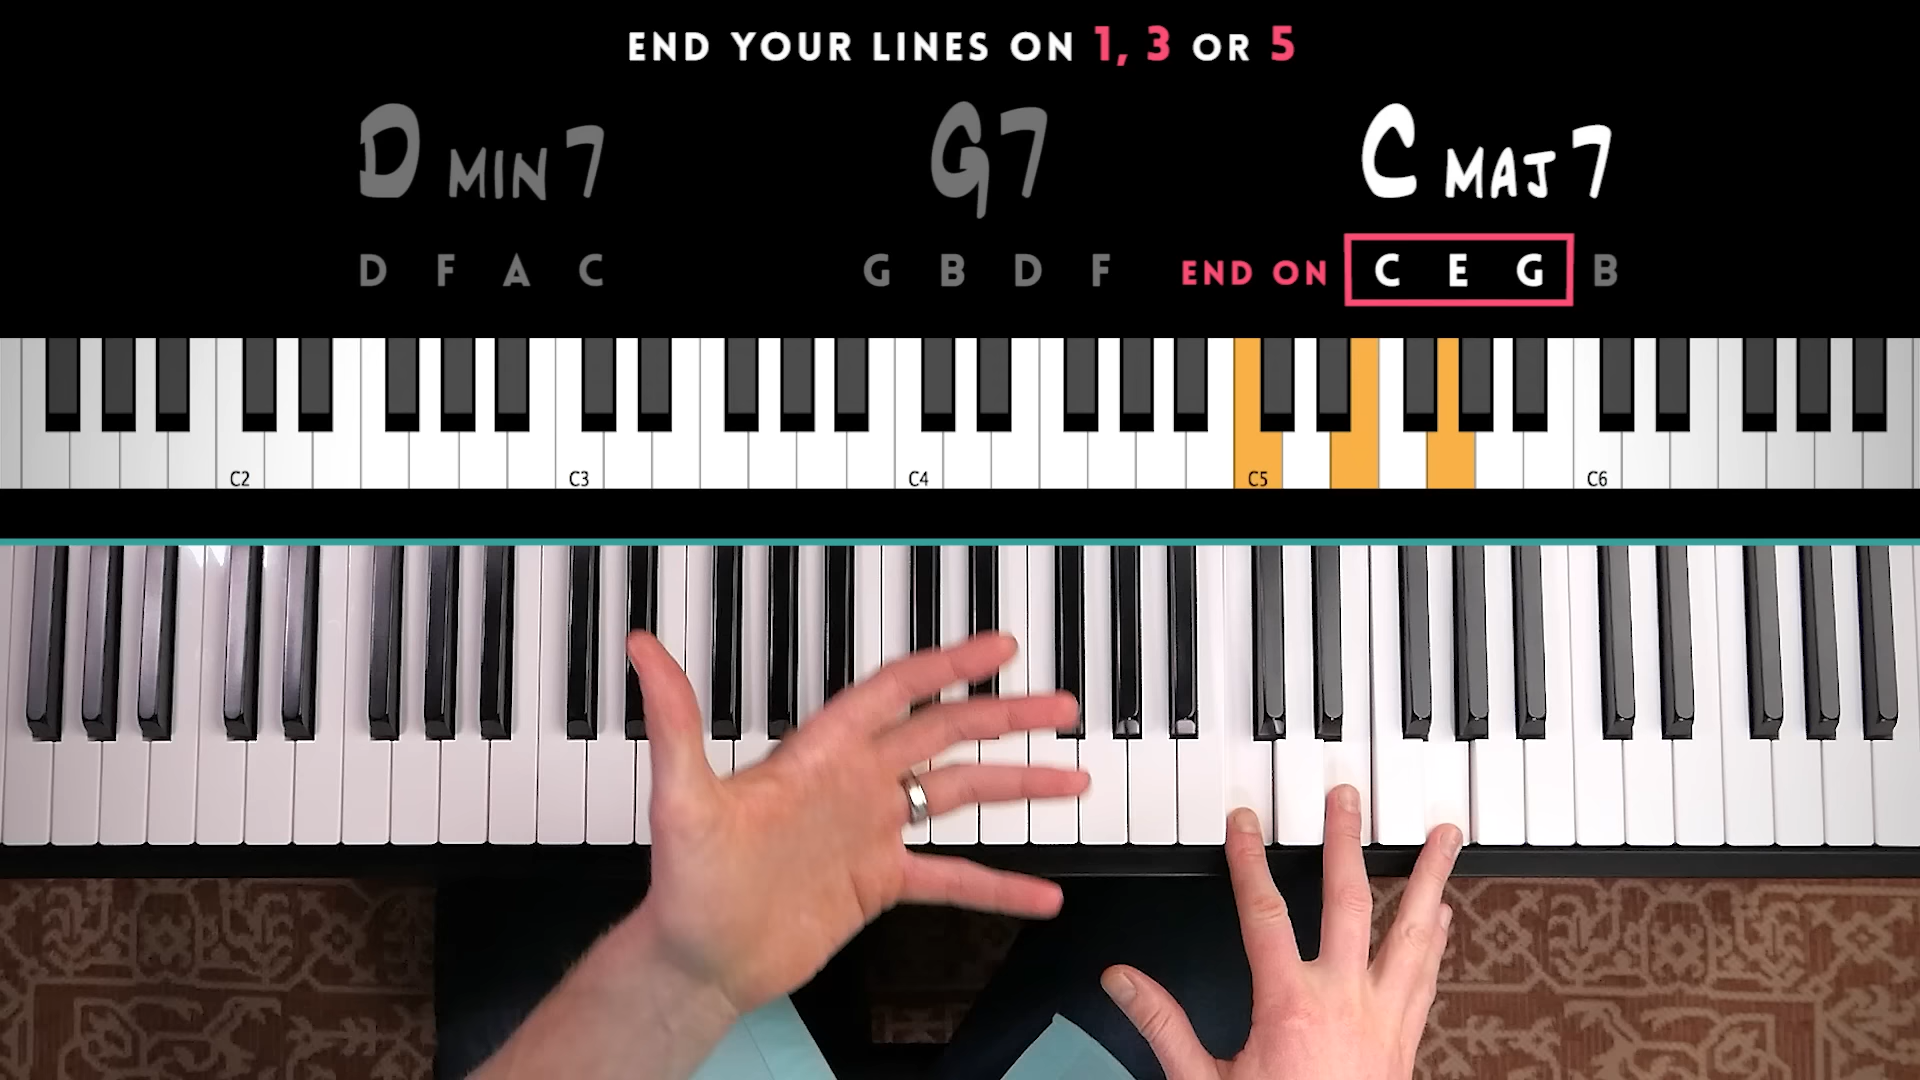 END YOUR LINES ON 1, 3 OR 5
D MIN 7 G7 C MAJ 7
D F A C G B D F END ON C E G B
C2 C3 C4 C5 C6